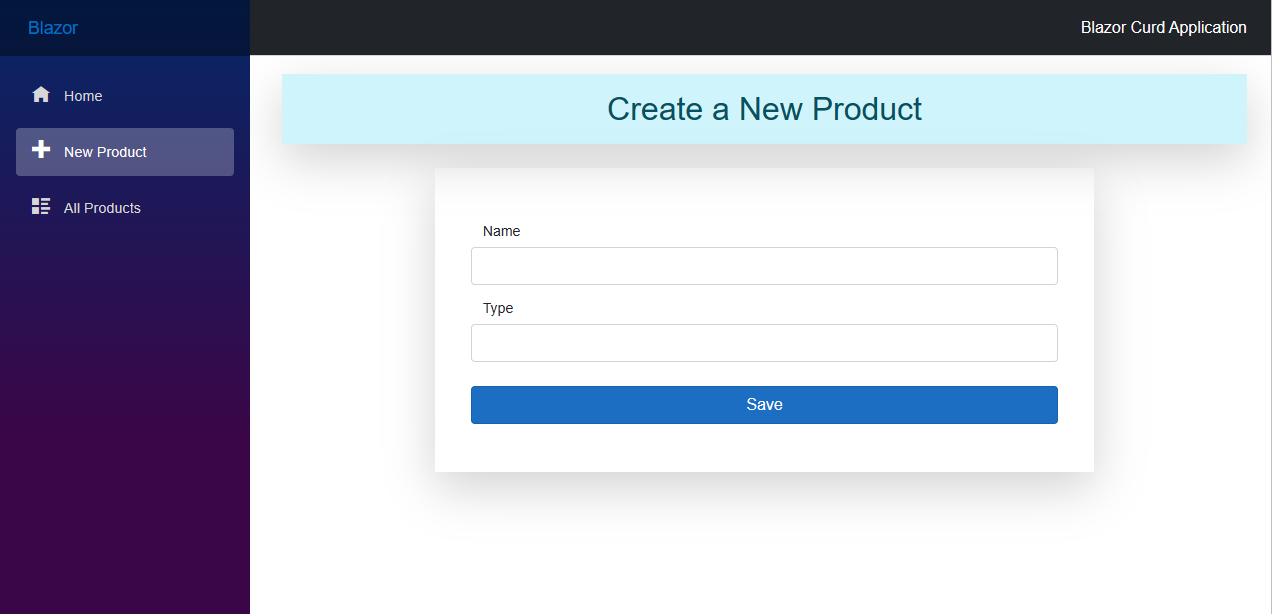 Blazor
Blazor Curd Application
Home
New Product
All Products
Create a New Product
Name
Type
Save